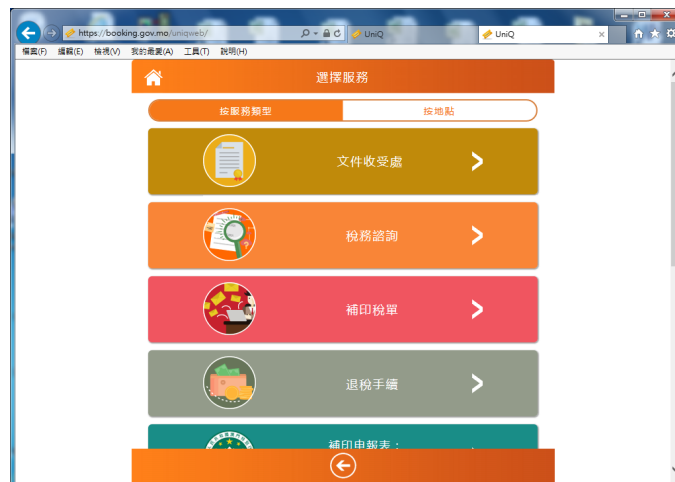 https://booking.gov.mo/uniqweb/
UniQ
UniQ
檔案(F) 編輯(E) 檢視(V) 我的最愛(A) 工具(T) 說明(H)
選擇服務
按服務類型
按地點
文件收受處
稅務諮詢
補印稅單
退稅手續
補印申報表：